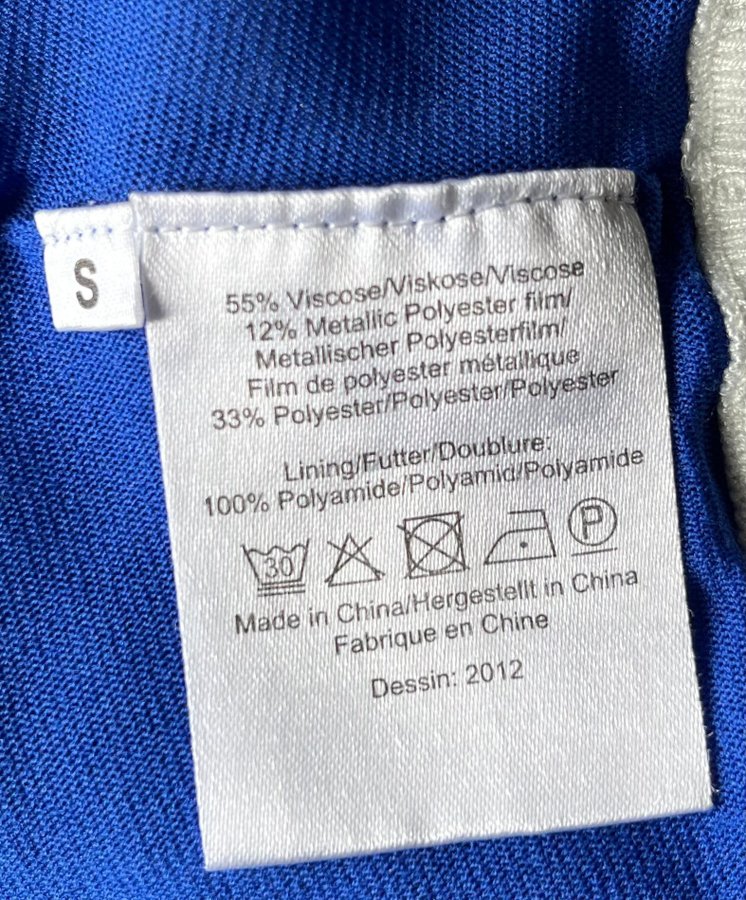 S
55% Viscose/Viskose/Viscose
12% Metallic Polyester film/
Metallischer Polyesterfilm/
Film de polyester métallique
33% Polyester/Polyester/Polyester
Lining/Futter/Doublure:
100% Polyamide/Polyamid/Polyamide
30 P
Made in China/Hergestellt in China
Fabrique en Chine
Dessin: 2012